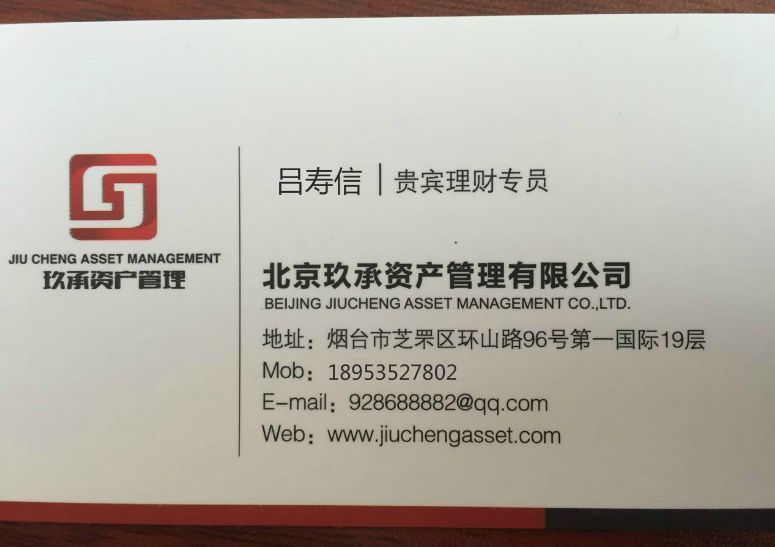 JIU CHENG ASSET MANAGEMENT
玖承资产管理
吕寿信 | 贵宾理财专员
北京玖承资产管理有限公司
BEIJING JIUCHENG ASSET MANAGEMENT CO.,LTD.
地址：烟台市芝罘区环山路96号第一国际19层
Mob：18953527802
E-mail：928688882@qq.com
Web：www.jiuchengasset.com